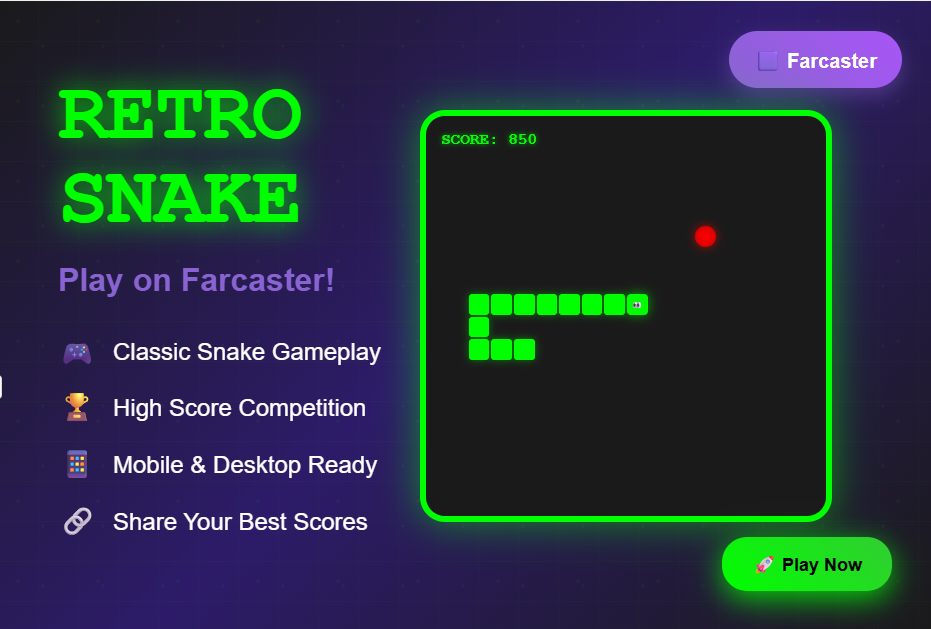 Farcaster
RETRO
SNAKE
SCORE: 850
Play on Farcaster!
Classic Snake Gameplay
High Score Competition
Mobile & Desktop Ready
Share Your Best Scores
Play Now